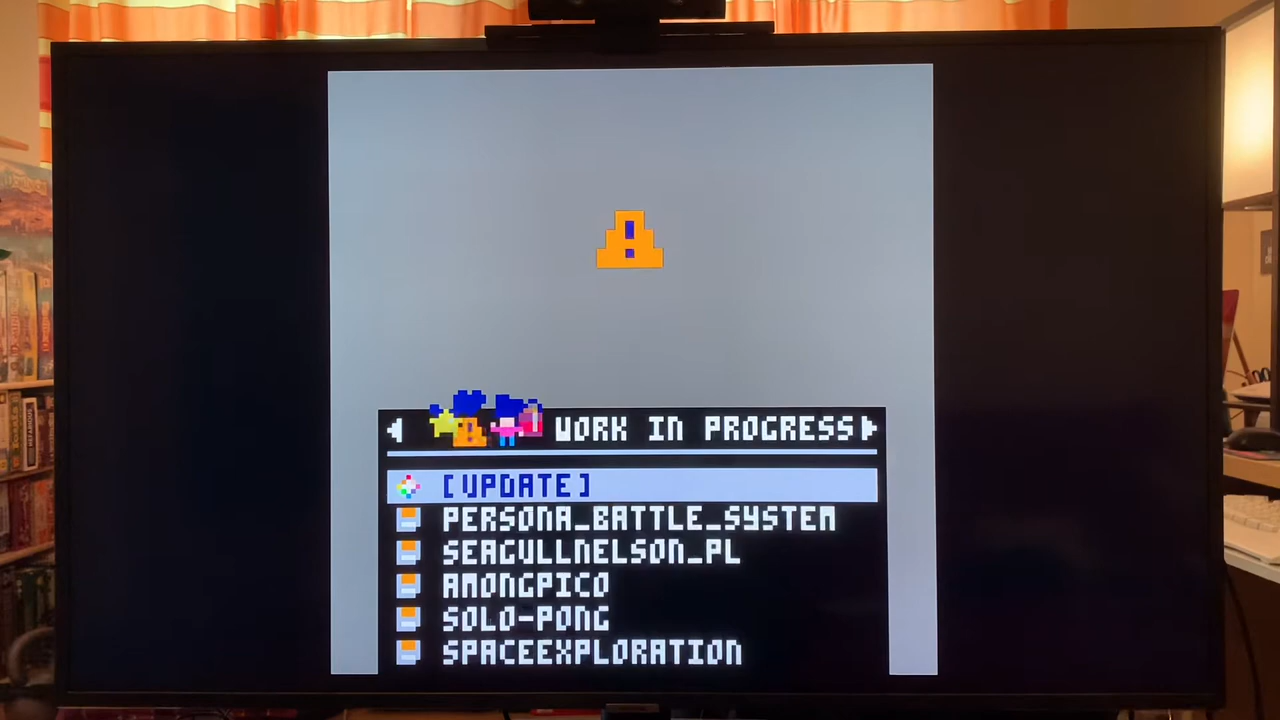 WORK IN PROGRESS
[UPDATE]
PERSONA_BATTLE_SYSTEM
SEAGULLNELSON_PL
AMONGPICO
SOLO-PONG
SPACEEXPLORATION